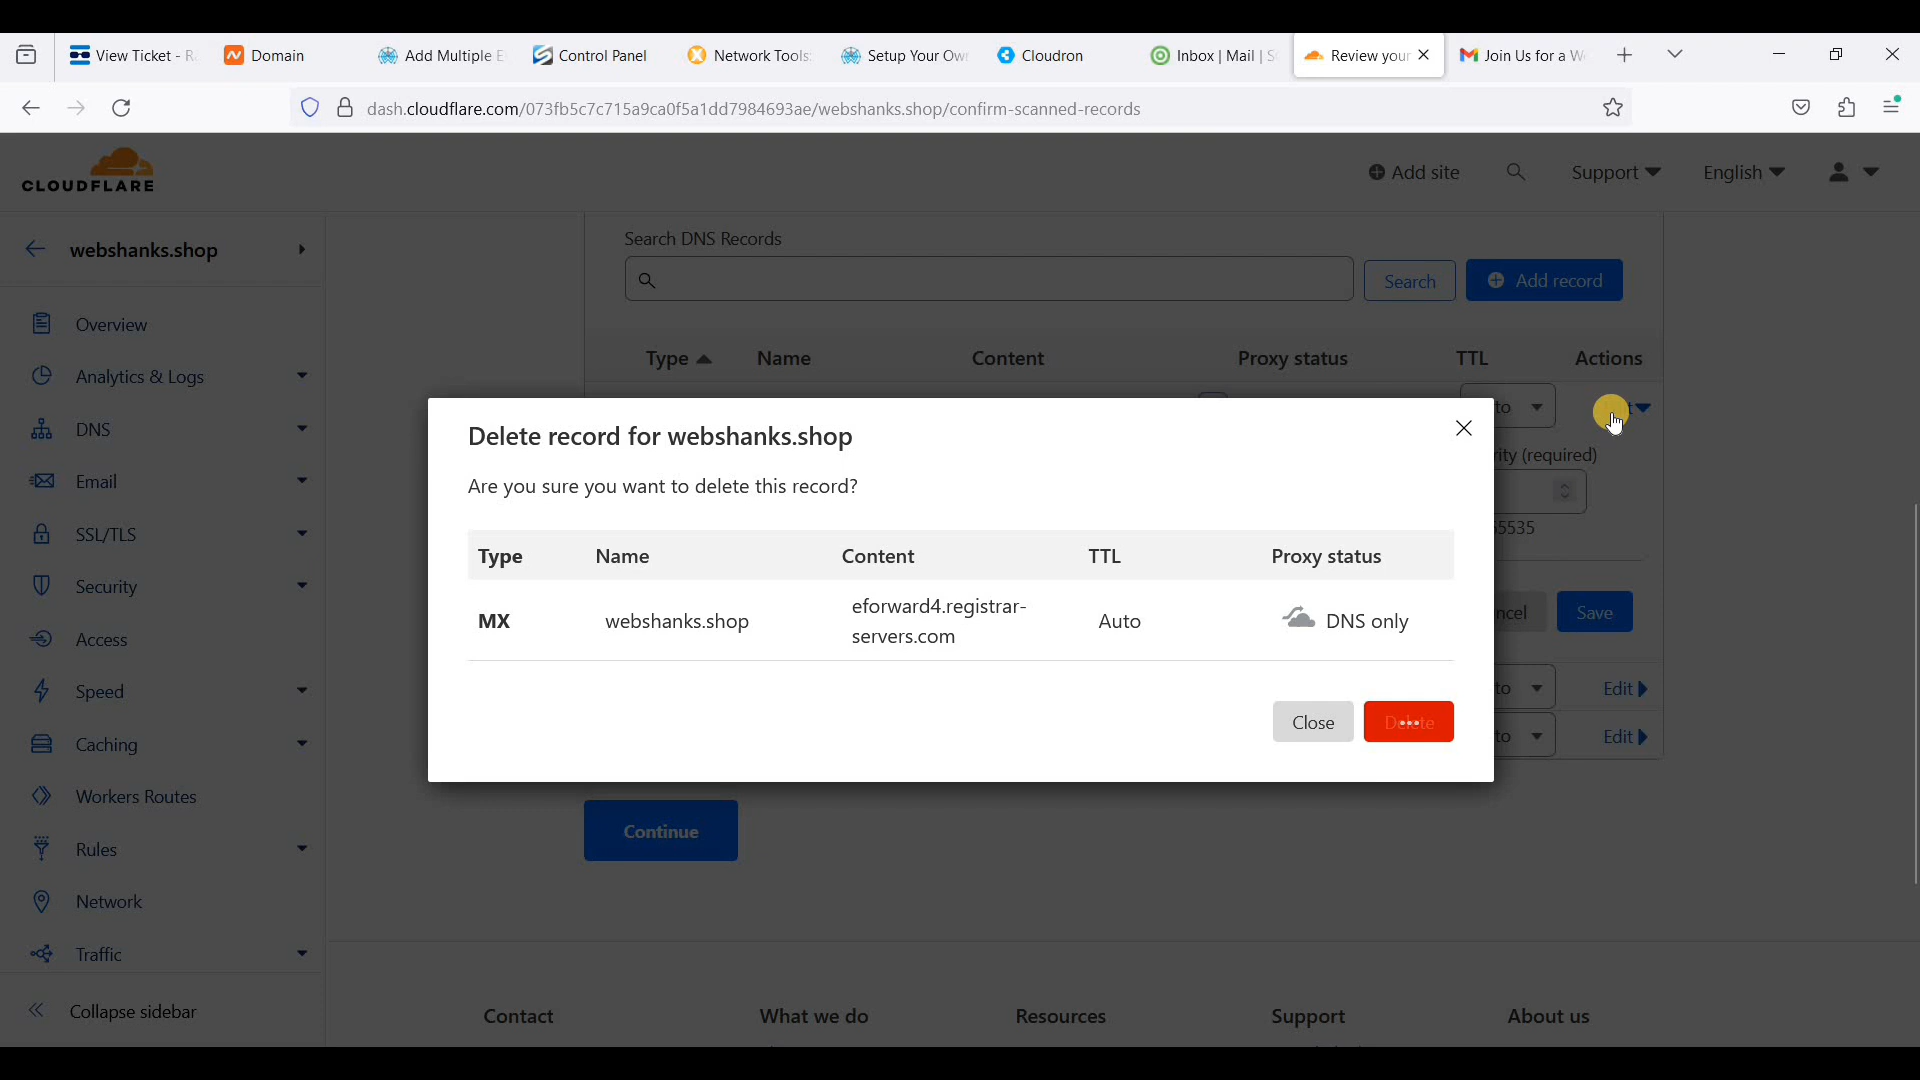 View Ticket - R
Domain
Add Multiple E
Control Panel
Network Tools:
Setup Your Ow
Cloudron
Inbox | Mail | S
Review your
Join Us for a We
dash.cloudflare.com/073fb5c7c715a9ca0f5a1dd7984693ae/webshanks.shop/confirm-scanned-records
CLOUDFLARE
Add site
Support
English
webshanks.shop
Overview
Analytics & Logs
DNS
Email
SSL/TLS
Security
Access
Speed
Caching
Workers Routes
Rules
Network
Traffic
Collapse sidebar
Search DNS Records
Search
Add record
Type Name Content Proxy status TTL Actions
to
rity (required)
5535
ncel
Save
to Edit
to Edit
Delete record for webshanks.shop
Are you sure you want to delete this record?
Type Name Content TTL Proxy status
MX webshanks.shop eforward4.registrar-
servers.com Auto DNS only
Close
Delete
Continue
Contact What we do Resources Support About us